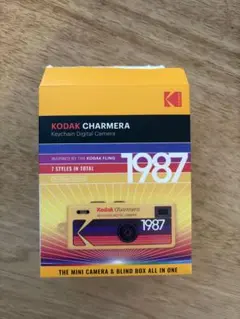 KODAK CHARMERA
Keychain Digital Camera
INSPIRED BY THE KODAK FLING
7 STYLES IN TOTAL
1987
Kodak Charmera
1987
THE MINI CAMERA & BLIND BOX ALL IN ONE